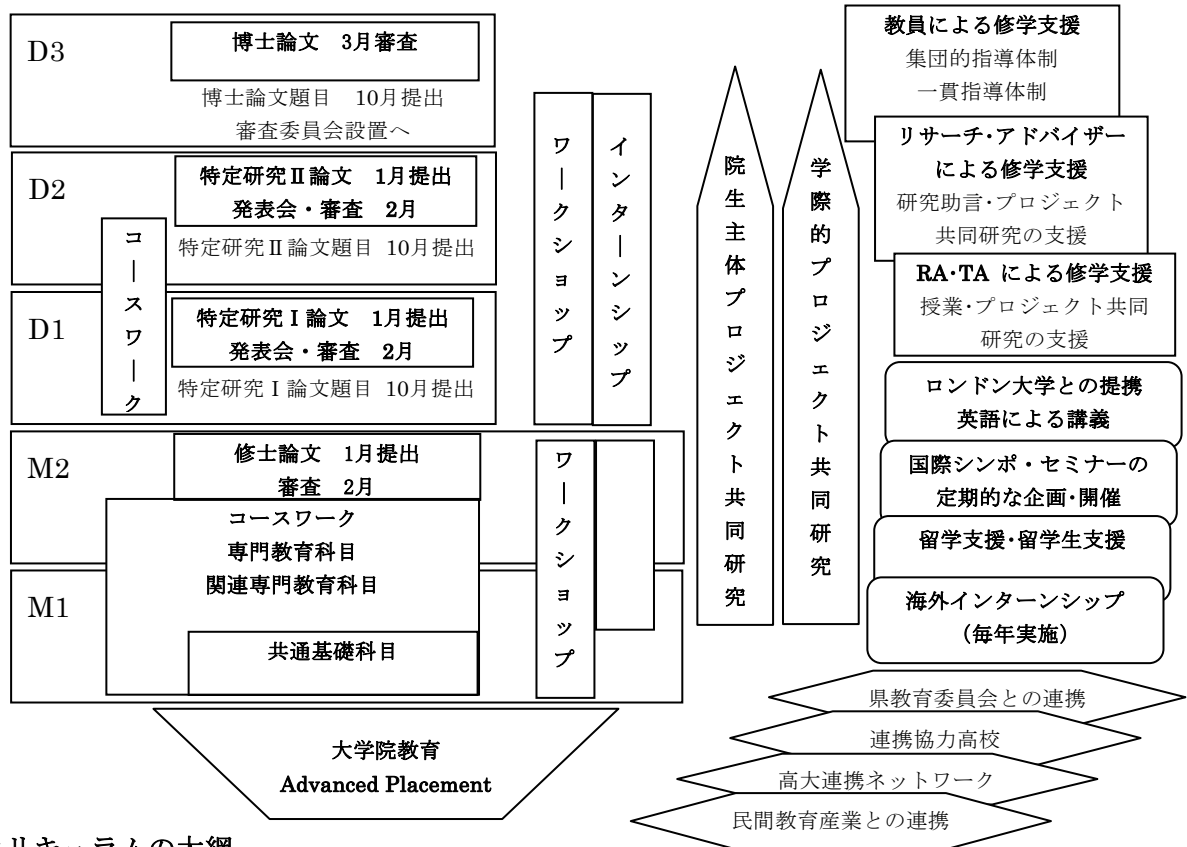 D3
博士論文 3月審査
博士論文題目 10月提出
審査委員会設置へ
D2
特定研究Ⅱ論文 1月提出
発表会・審査 2月
特定研究Ⅱ論文題目 10月提出
コースワーク
D1
特定研究Ⅰ論文 1月提出
発表会・審査 2月
特定研究Ⅰ論文題目 10月提出
M2
修士論文 1月提出
審査 2月
コースワーク
専門教育科目
関連専門教育科目
M1
共通基礎科目
大学院教育
Advanced Placement
ワークショップ
インターンシップ
ワークショップ
院生主体プロジェクト共同研究
学際的プロジェクト共同研究
教員による修学支援
集団的指導体制
一貫指導体制
リサーチ・アドバイザー
による修学支援
研究助言・プロジェクト
共同研究の支援
RA・TA による修学支援
授業・プロジェクト共同
研究の支援
ロンドン大学との提携
英語による講義
国際シンポ・セミナーの
定期的な企画・開催
留学支援・留学生支援
海外インターンシップ
（毎年実施）
県教育委員会との連携
連携協力高校
高大連携ネットワーク
民間教育産業との連携
リキュラムの大綱